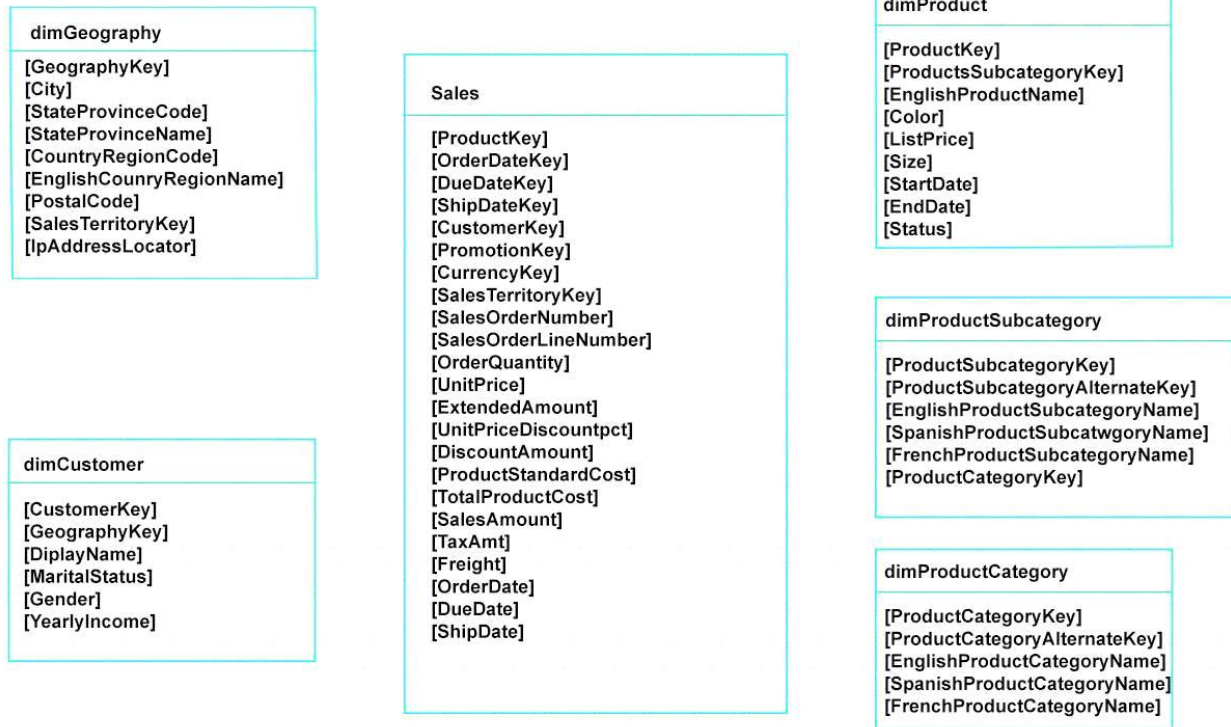 dimGeography
[GeographyKey]
[City]
[StateProvinceCode]
[StateProvinceName]
[CountryRegionCode]
[EnglishCounryRegionName]
[PostalCode]
[SalesTerritoryKey]
[IpAddressLocator]
dimCustomer
[CustomerKey]
[GeographyKey]
[DiplayName]
[MaritalStatus]
[Gender]
[YearlyIncome]
Sales
[ProductKey]
[OrderDateKey]
[DueDateKey]
[ShipDateKey]
[CustomerKey]
[PromotionKey]
[CurrencyKey]
[SalesTerritoryKey]
[SalesOrderNumber]
[SalesOrderLineNumber]
[OrderQuantity]
[UnitPrice]
[ExtendedAmount]
[UnitPriceDiscountpct]
[DiscountAmount]
[ProductStandardCost]
[TotalProductCost]
[SalesAmount]
[TaxAmt]
[Freight]
[OrderDate]
[DueDate]
[ShipDate]
dimProduct
[ProductKey]
[ProductsSubcategoryKey]
[EnglishProductName]
[Color]
[ListPrice]
[Size]
[StartDate]
[EndDate]
[Status]
dimProductSubcategory
[ProductSubcategoryKey]
[ProductSubcategoryAlternateKey]
[EnglishProductSubcategoryName]
[SpanishProductSubcatwgoryName]
[FrenchProductSubcategoryName]
[ProductCategoryKey]
dimProductCategory
[ProductCategoryKey]
[ProductCategoryAlternateKey]
[EnglishProductCategoryName]
[SpanishProductCategoryName]
[FrenchProductCategoryName]